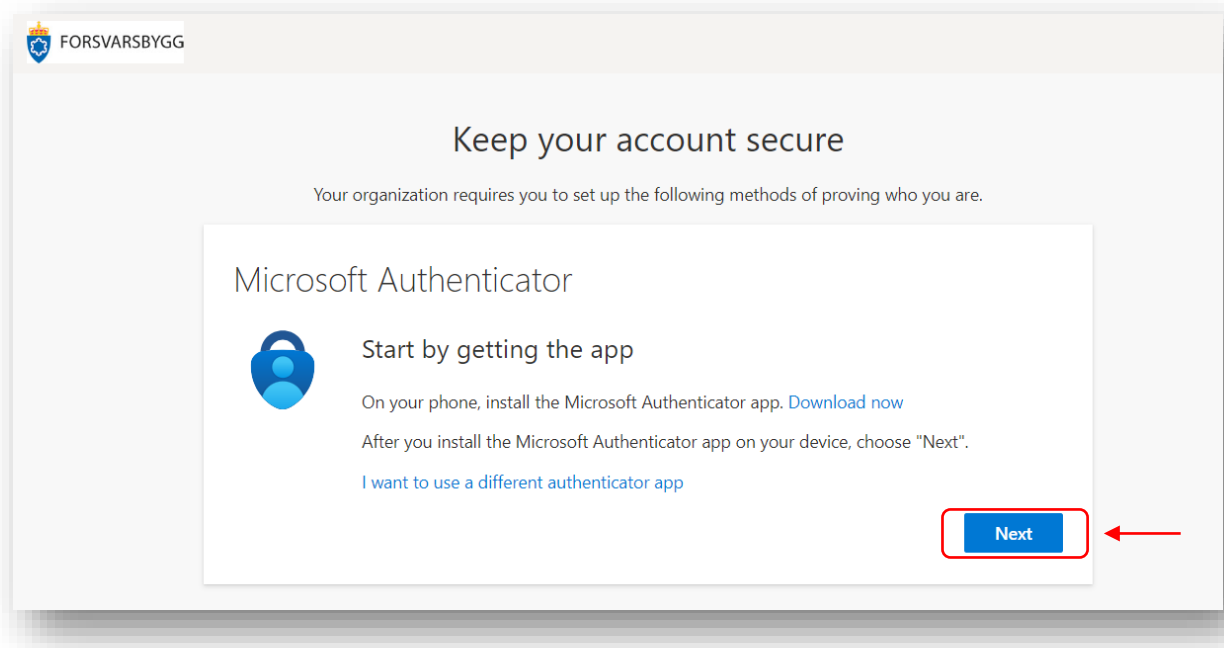 FORSVARSBYGG
Keep your account secure
Your organization requires you to set up the following methods of proving who you are.
Microsoft Authenticator
Start by getting the app
On your phone, install the Microsoft Authenticator app. Download now
After you install the Microsoft Authenticator app on your device, choose "Next".
I want to use a different authenticator app
Next